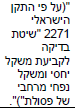 "(על פי התקן
הישראלי
2271 "שיטת
בדיקה
לקביעת משקל
יחסי ומשקל
נפחי מרחבי
של פסולת")".